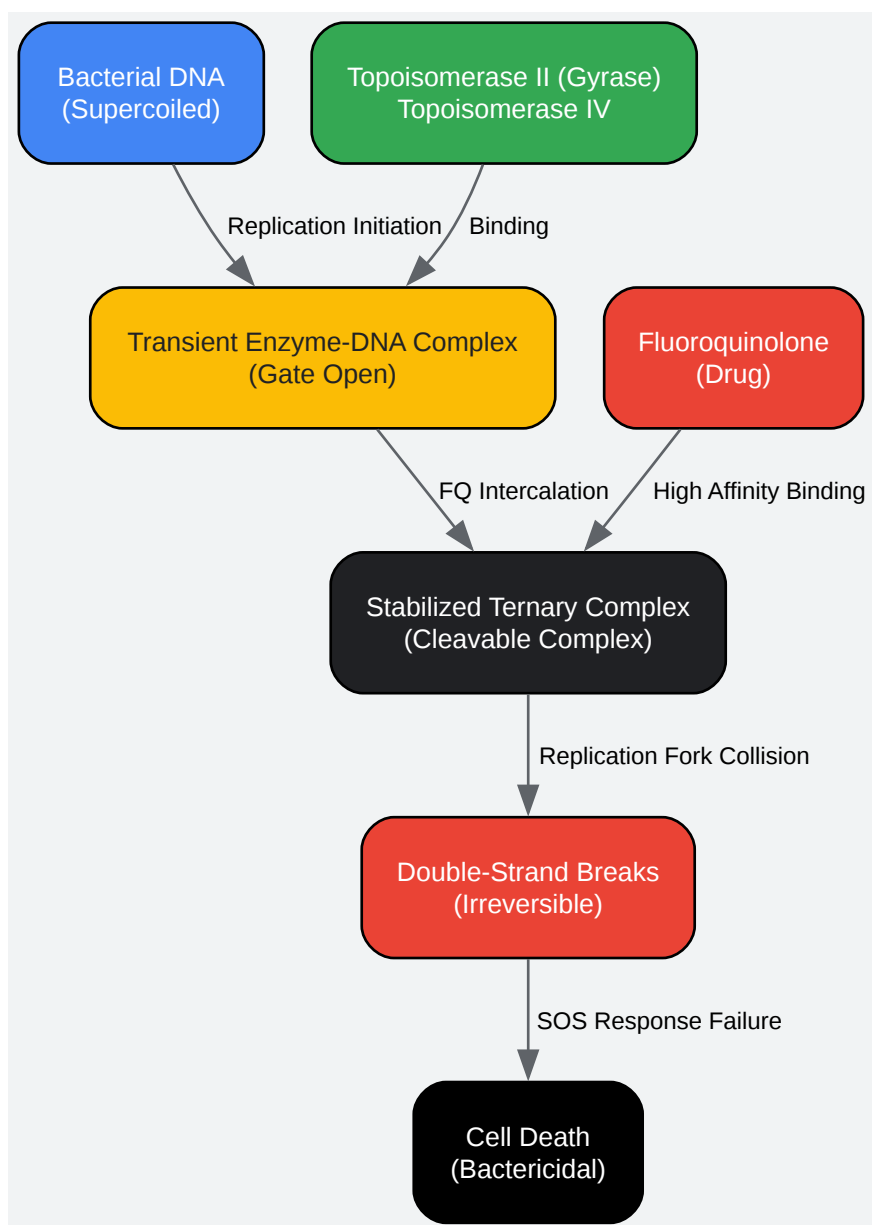 Bacterial DNA
(Supercoiled)
Topoisomerase II (Gyrase)
Topoisomerase IV
Replication Initiation
Binding
Transient Enzyme-DNA Complex
(Gate Open)
Fluoroquinolone
(Drug)
FQ Intercalation
High Affinity Binding
Stabilized Ternary Complex
(Cleavable Complex)
Replication Fork Collision
Double-Strand Breaks
(Irreversible)
SOS Response Failure
Cell Death
(Bactericidal)